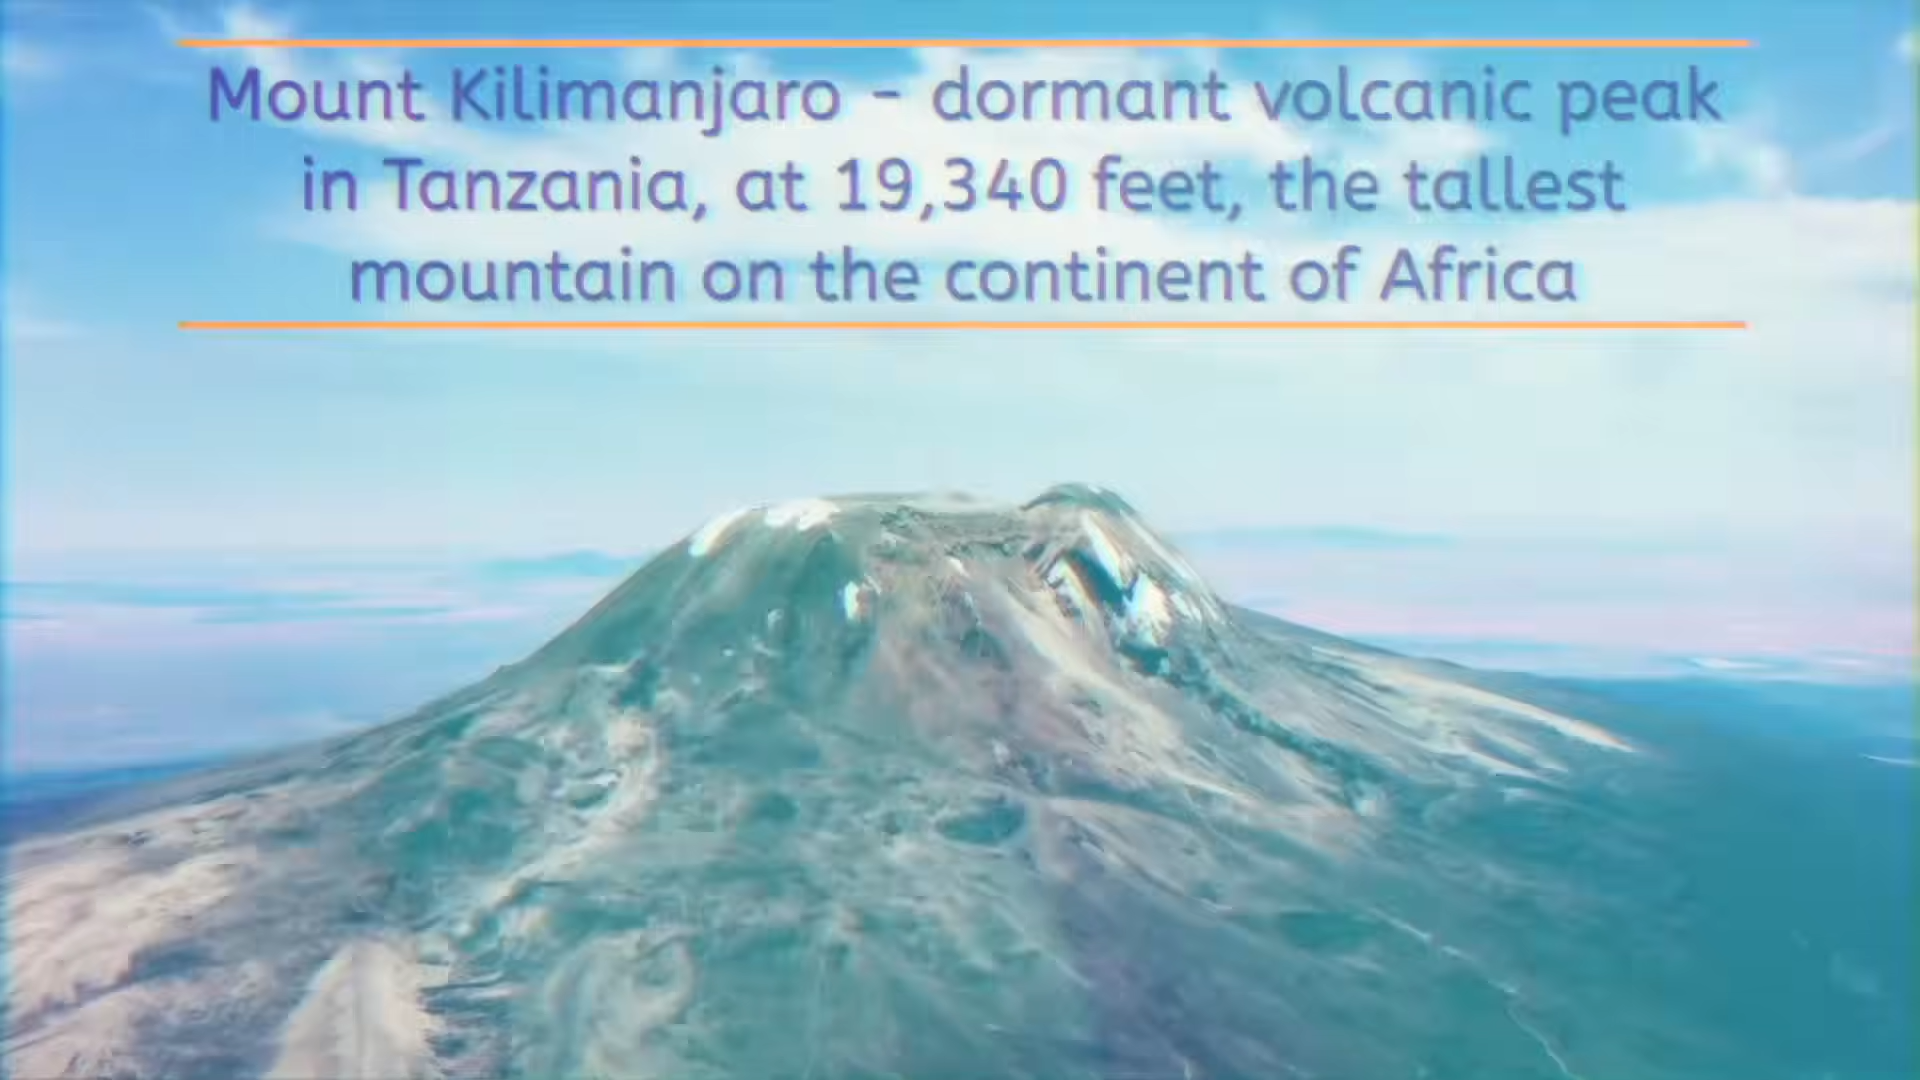 Mount Kilimanjaro - dormant volcanic peak
in Tanzania, at 19,340 feet, the tallest
mountain on the continent of Africa